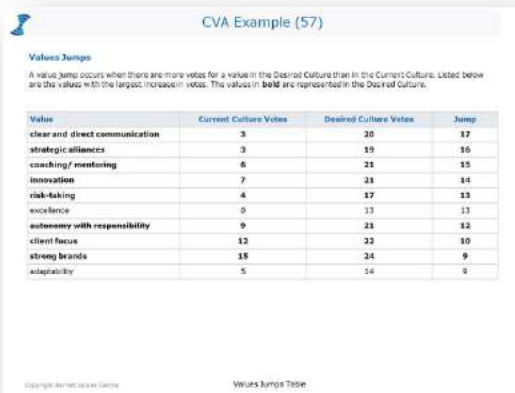 CVA Example (57)
Values Jumps
A value jump occurs when there are more votes for a value in the Desired Culture than in the Current Culture. Listed below
are the values with the largest increase in votes. The values in bold are represented in the Desired Culture.
Value Current Culture Votes Desired Culture Votes Jump
clear and direct communication 3 20 17
strategic alliances 3 19 16
coaching/ mentoring 6 21 15
innovation 7 21 14
risk-taking 4 17 13
excellence 0 13 13
autonomy with responsibility 9 21 12
client focus 12 22 10
strong brands 15 24 9
adaptability 5 14 9
Copyright Barrett Values Centre
Values Jumps Table